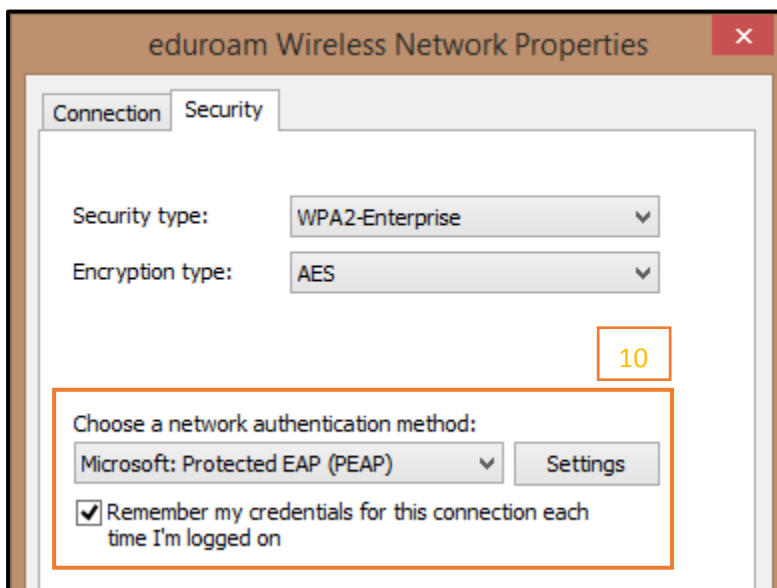 eduroam Wireless Network Properties
Connection Security
Security type: WPA2-Enterprise
Encryption type: AES
10
Choose a network authentication method:
Microsoft: Protected EAP (PEAP) Settings
Remember my credentials for this connection each
time I'm logged on